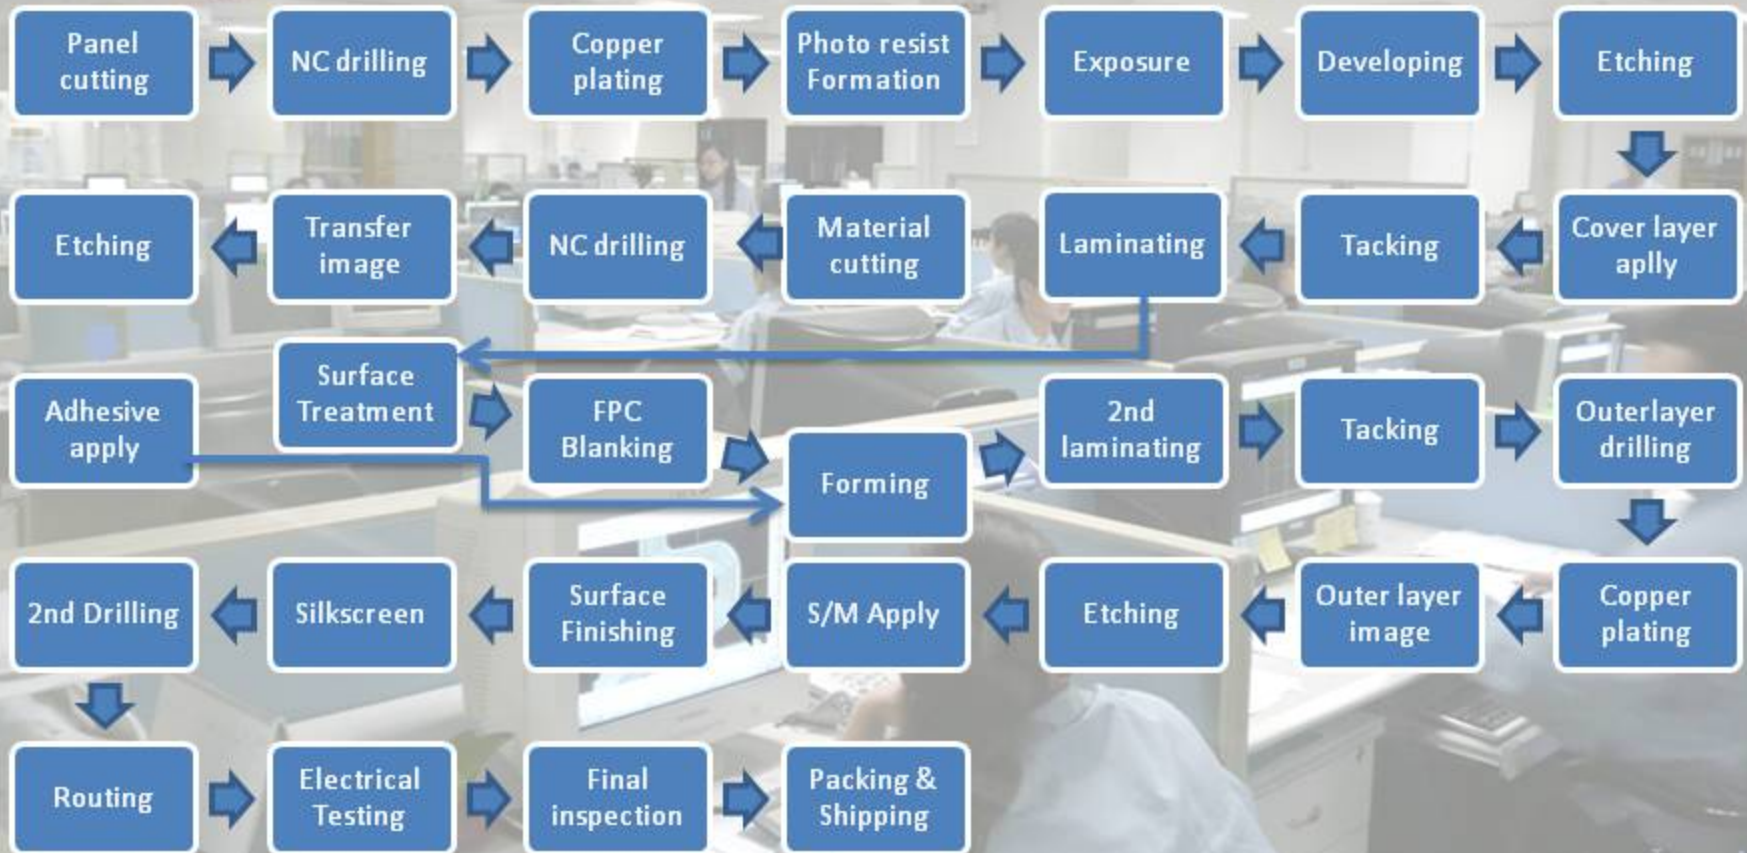 Panel
cutting
NC drilling
Copper
plating
Photo resist
Formation
Exposure
Developing
Etching
Etching
Transfer
image
NC drilling
Material
cutting
Laminating
Tacking
Cover layer
aplly
Adhesive
apply
Surface
Treatment
FPC
Blanking
Forming
2nd
laminating
Tacking
Outerlayer
drilling
2nd Drilling
Silkscreen
Surface
Finishing
S/M Apply
Etching
Outer layer
image
Copper
plating
Routing
Electrical
Testing
Final
inspection
Packing &
Shipping